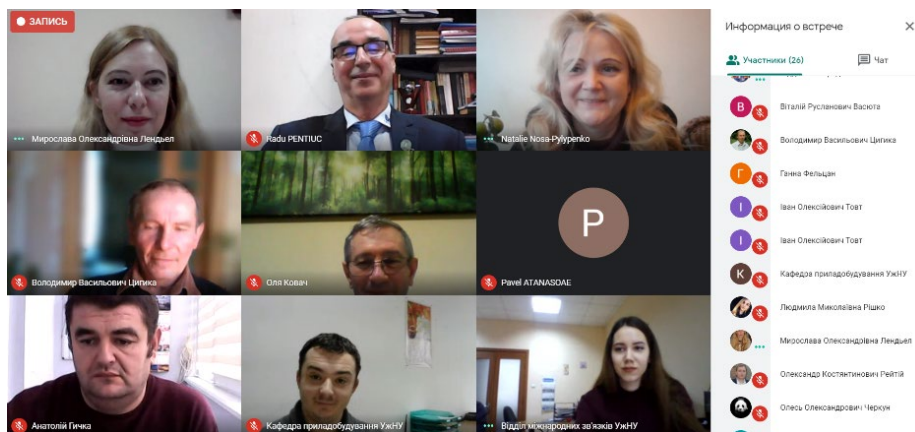 ЗАПИСЬ
Мирослава Олександрівна Лендьел
Radu PENTIUC
Natalie Nosa-Pylypenko
Володимир Васильович Цигика
Оля Ковач
P
Pavel ATANASOAE
Анатолій Гичка
Кафедра приладобудування УжНУ
Відділ міжнародних зв'язків УжНУ
Информация о встрече
Участники (26)
Чат
В
Віталій Русланович Васюта
Володимир Васильович Цигика
Г
Ганна Фельцан
І
Іван Олексійович Товт
І
Іван Олексійович Товт
К
Кафедра приладобудування УжНУ
Людмила Миколаївна Рішко
Мирослава Олександрівна Лендьел
Олександр Костянтинович Рейтій
Олесь Олександрович Черкун